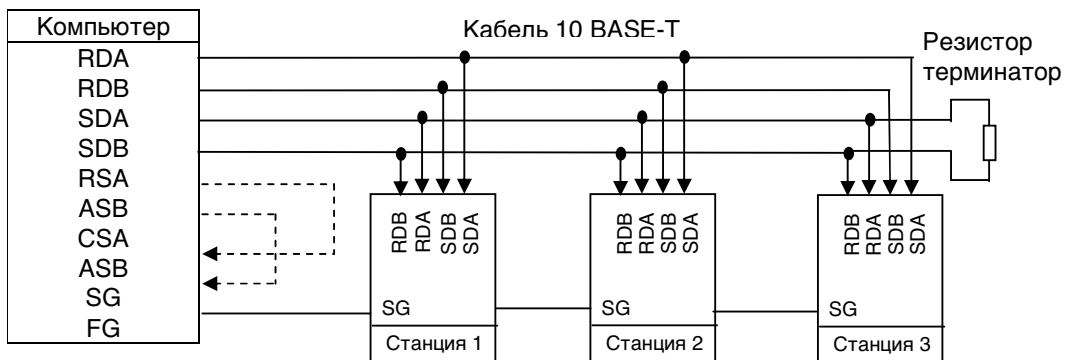 Компьютер
RDA
RDB
SDA
SDB
RSA
ASB
CSA
ASB
SG
FG
Кабель 10 BASE-T
Резистор
терминатор
RDB
RDA
SDB
SDA
SG
Станция 1
RDB
RDA
SDB
SDA
SG
Станция 2
RDB
RDA
SDB
SDA
SG
Станция 3